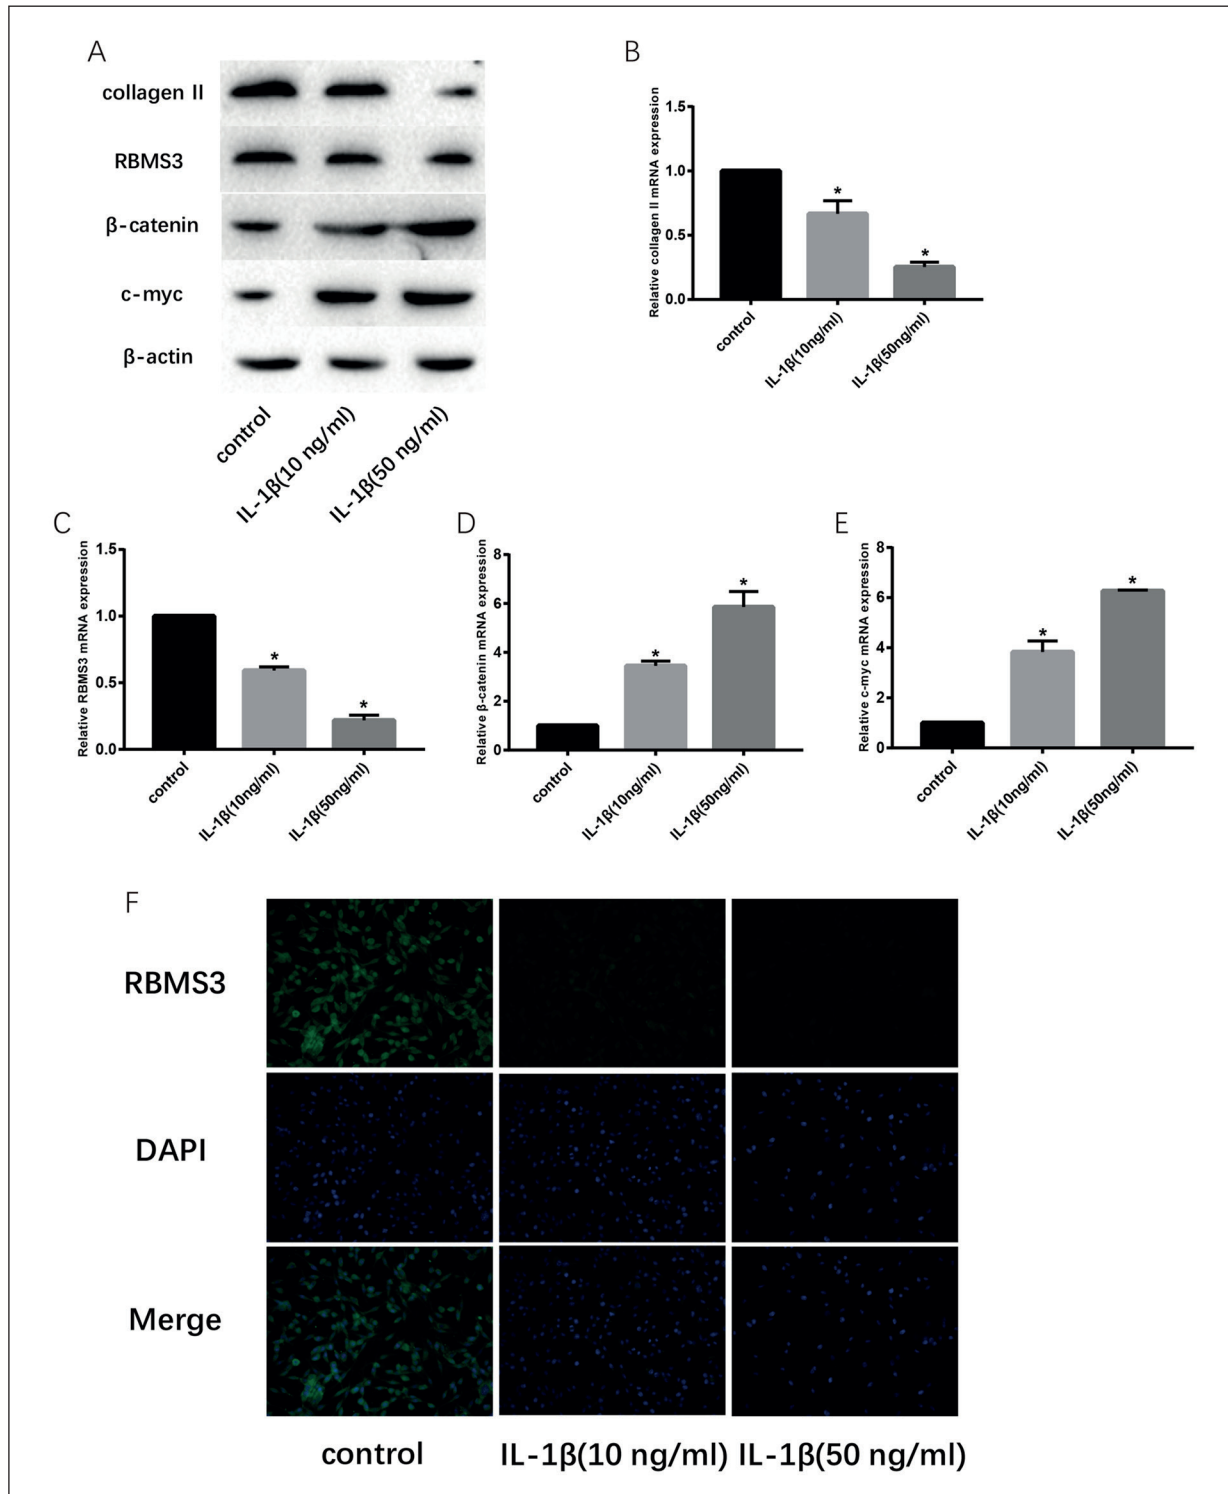 A
collagen II
RBMS3
β-catenin
c-myc
β-actin
control
IL-1β(10 ng/ml)
IL-1β(50 ng/ml)
B
Relative collagen II mRNA expression
1.5
1.0
0.5
0.0
*
*
control
IL-1β(10ng/ml)
IL-1β(50ng/ml)
C
Relative RBMS3 mRNA expression
1.5
1.0
0.5
0.0
*
*
control
IL-1β(10ng/ml)
IL-1β(50ng/ml)
D
Relative β-catenin mRNA expression
8
6
4
2
0
*
*
control
IL-1β(10ng/ml)
IL-1β(50ng/ml)
E
Relative c-myc mRNA expression
8
6
4
2
0
*
*
control
IL-1β(10ng/ml)
IL-1β(50ng/ml)
F
RBMS3
DAPI
Merge
control
IL-1β(10 ng/ml)
IL-1β(50 ng/ml)